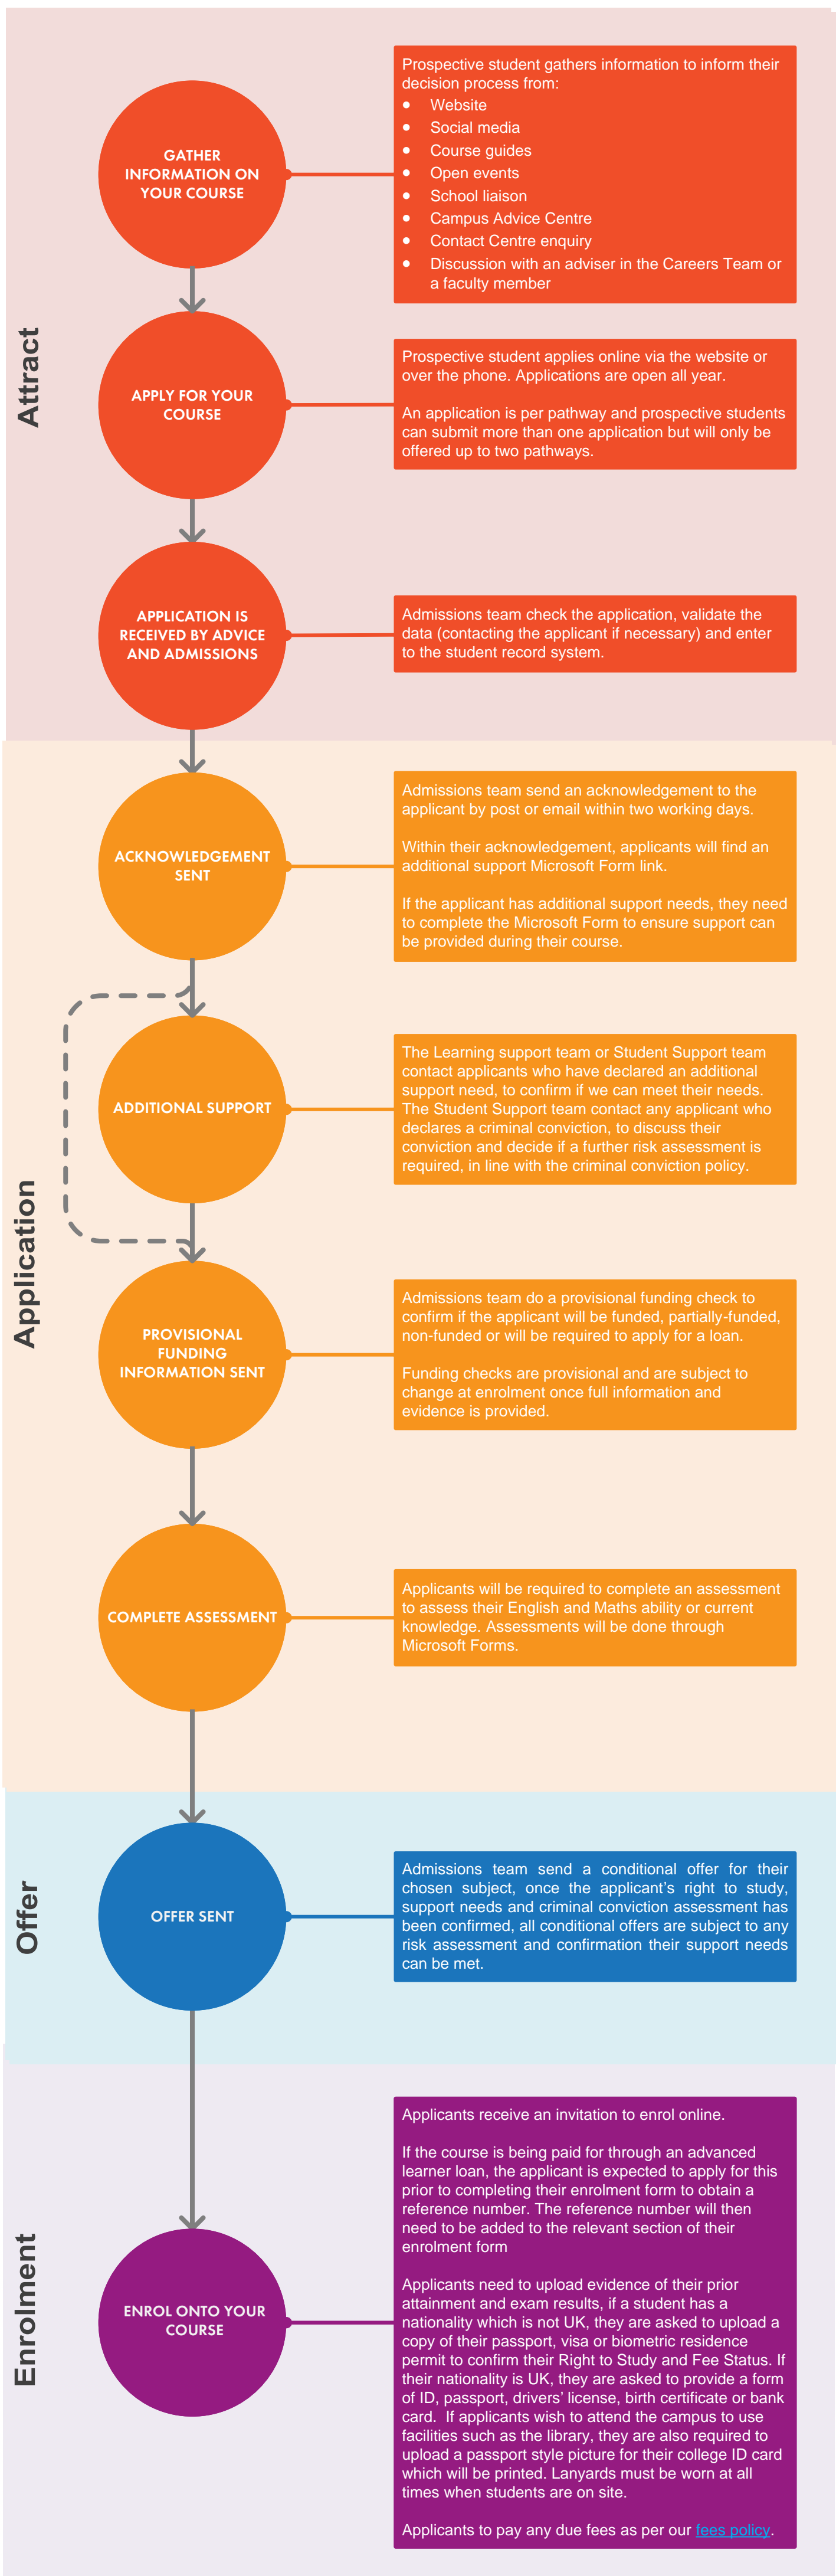 Attract
GATHER
INFORMATION ON
YOUR COURSE
Prospective student gathers information to inform their
decision process from:
● Website
● Social media
● Course guides
● Open events
● School liaison
● Campus Advice Centre
● Contact Centre enquiry
● Discussion with an adviser in the Careers Team or
a faculty member
APPLY FOR YOUR
COURSE
Prospective student applies online via the website or
over the phone. Applications are open all year.
An application is per pathway and prospective students
can submit more than one application but will only be
offered up to two pathways.
APPLICATION IS
RECEIVED BY ADVICE
AND ADMISSIONS
Admissions team check the application, validate the
data (contacting the applicant if necessary) and enter
to the student record system.
Application
ACKNOWLEDGEMENT
SENT
Admissions team send an acknowledgement to the
applicant by post or email within two working days.
Within their acknowledgement, applicants will find an
additional support Microsoft Form link.
If the applicant has additional support needs, they need
to complete the Microsoft Form to ensure support can
be provided during their course.
ADDITIONAL SUPPORT
The Learning support team or Student Support team
contact applicants who have declared an additional
support need, to confirm if we can meet their needs.
The Student Support team contact any applicant who
declares a criminal conviction, to discuss their
conviction and decide if a further risk assessment is
required, in line with the criminal conviction policy.
PROVISIONAL
FUNDING
INFORMATION SENT
Admissions team do a provisional funding check to
confirm if the applicant will be funded, partially-funded,
non-funded or will be required to apply for a loan.
Funding checks are provisional and are subject to
change at enrolment once full information and
evidence is provided.
COMPLETE ASSESSMENT
Applicants will be required to complete an assessment
to assess their English and Maths ability or current
knowledge. Assessments will be done through
Microsoft Forms.
Offer
OFFER SENT
Admissions team send a conditional offer for their
chosen subject, once the applicant's right to study,
support needs and criminal conviction assessment has
been confirmed, all conditional offers are subject to any
risk assessment and confirmation their support needs
can be met.
Enrolment
ENROL ONTO YOUR
COURSE
Applicants receive an invitation to enrol online.
If the course is being paid for through an advanced
learner loan, the applicant is expected to apply for this
prior to completing their enrolment form to obtain a
reference number. The reference number will then
need to be added to the relevant section of their
enrolment form
Applicants need to upload evidence of their prior
attainment and exam results, if a student has a
nationality which is not UK, they are asked to upload a
copy of their passport, visa or biometric residence
permit to confirm their Right to Study and Fee Status. If
their nationality is UK, they are asked to provide a form
of ID, passport, drivers' license, birth certificate or bank
card. If applicants wish to attend the campus to use
facilities such as the library, they are also required to
upload a passport style picture for their college ID card
which will be printed. Lanyards must be worn at all
times when students are on site.
Applicants to pay any due fees as per our fees policy.